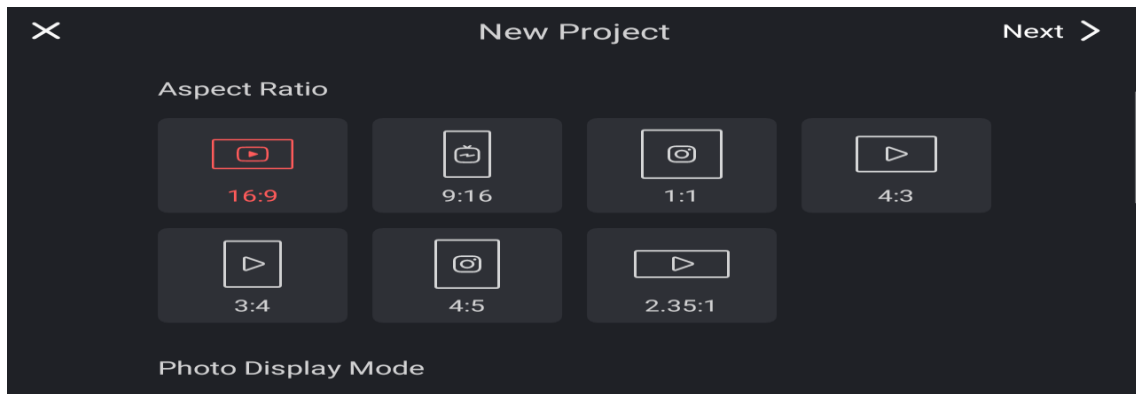 New Project
Next
Aspect Ratio
16:9
9:16
1:1
4:3
3:4
4:5
2.35:1
Photo Display Mode